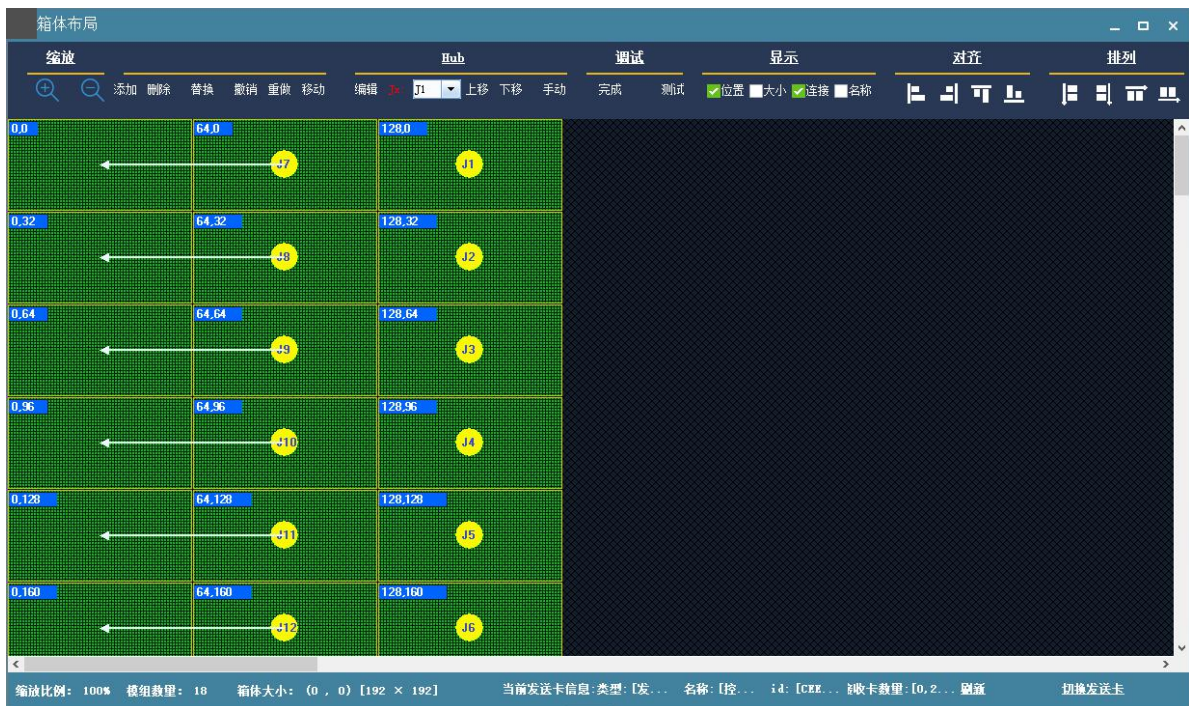 箱体布局
缩放 Hub 调试 显示 对齐 排列
添加 删除 替换 撤销 重做 移动 编辑 Jn J1 上移 下移 手动 完成 测试 位置 大小 连接 名称
0,0 64,0 128,0
J7 J1
0,32 64,32 128,32
J8 J2
0,64 64,64 128,64
J9 J3
0,96 64,96 128,96
J10 J4
0,128 64,128 128,128
J11 J5
0,160 64,160 128,160
J12 J6
缩放比例: 100% 模组数量: 18 箱体大小: (0 , 0) [192 × 192] 当前发送卡信息:类型:[发... 名称:[控... id:[CKK... 收卡数量:[0,2... 刷新 切换发送卡